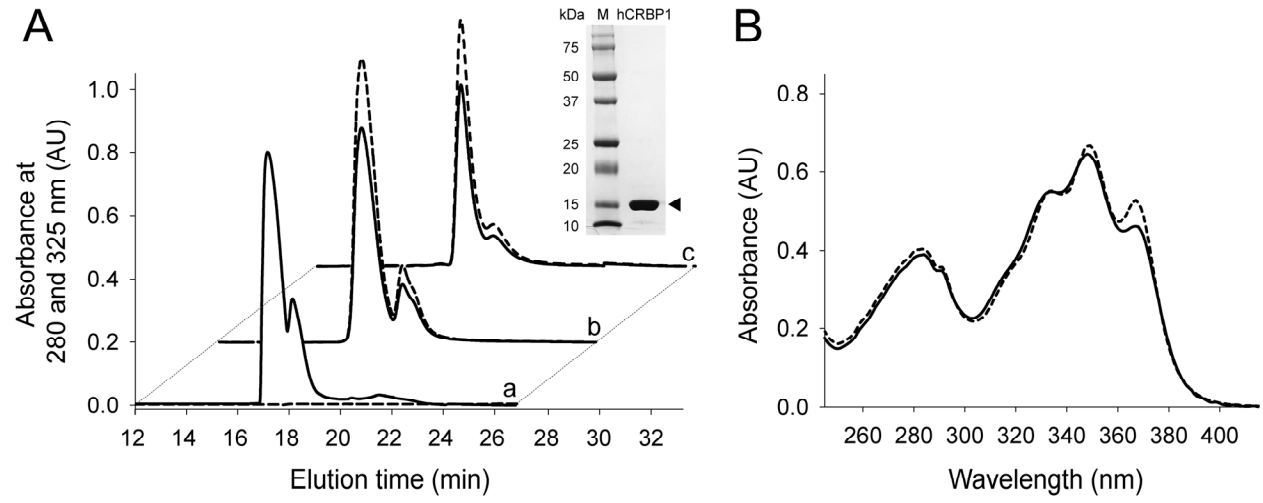 A
B
kDa M hCRBP1
75
50
37
25
20
15
10
Absorbance at
280 and 325 nm (AU)
1.0
0.8
0.6
0.4
0.2
0.0
c
b
a
12 14 16 18 20 22 24 26 28 30 32
Elution time (min)
Absorbance (AU)
0.8
0.6
0.4
0.2
0.0
260 280 300 320 340 360 380 400
Wavelength (nm)